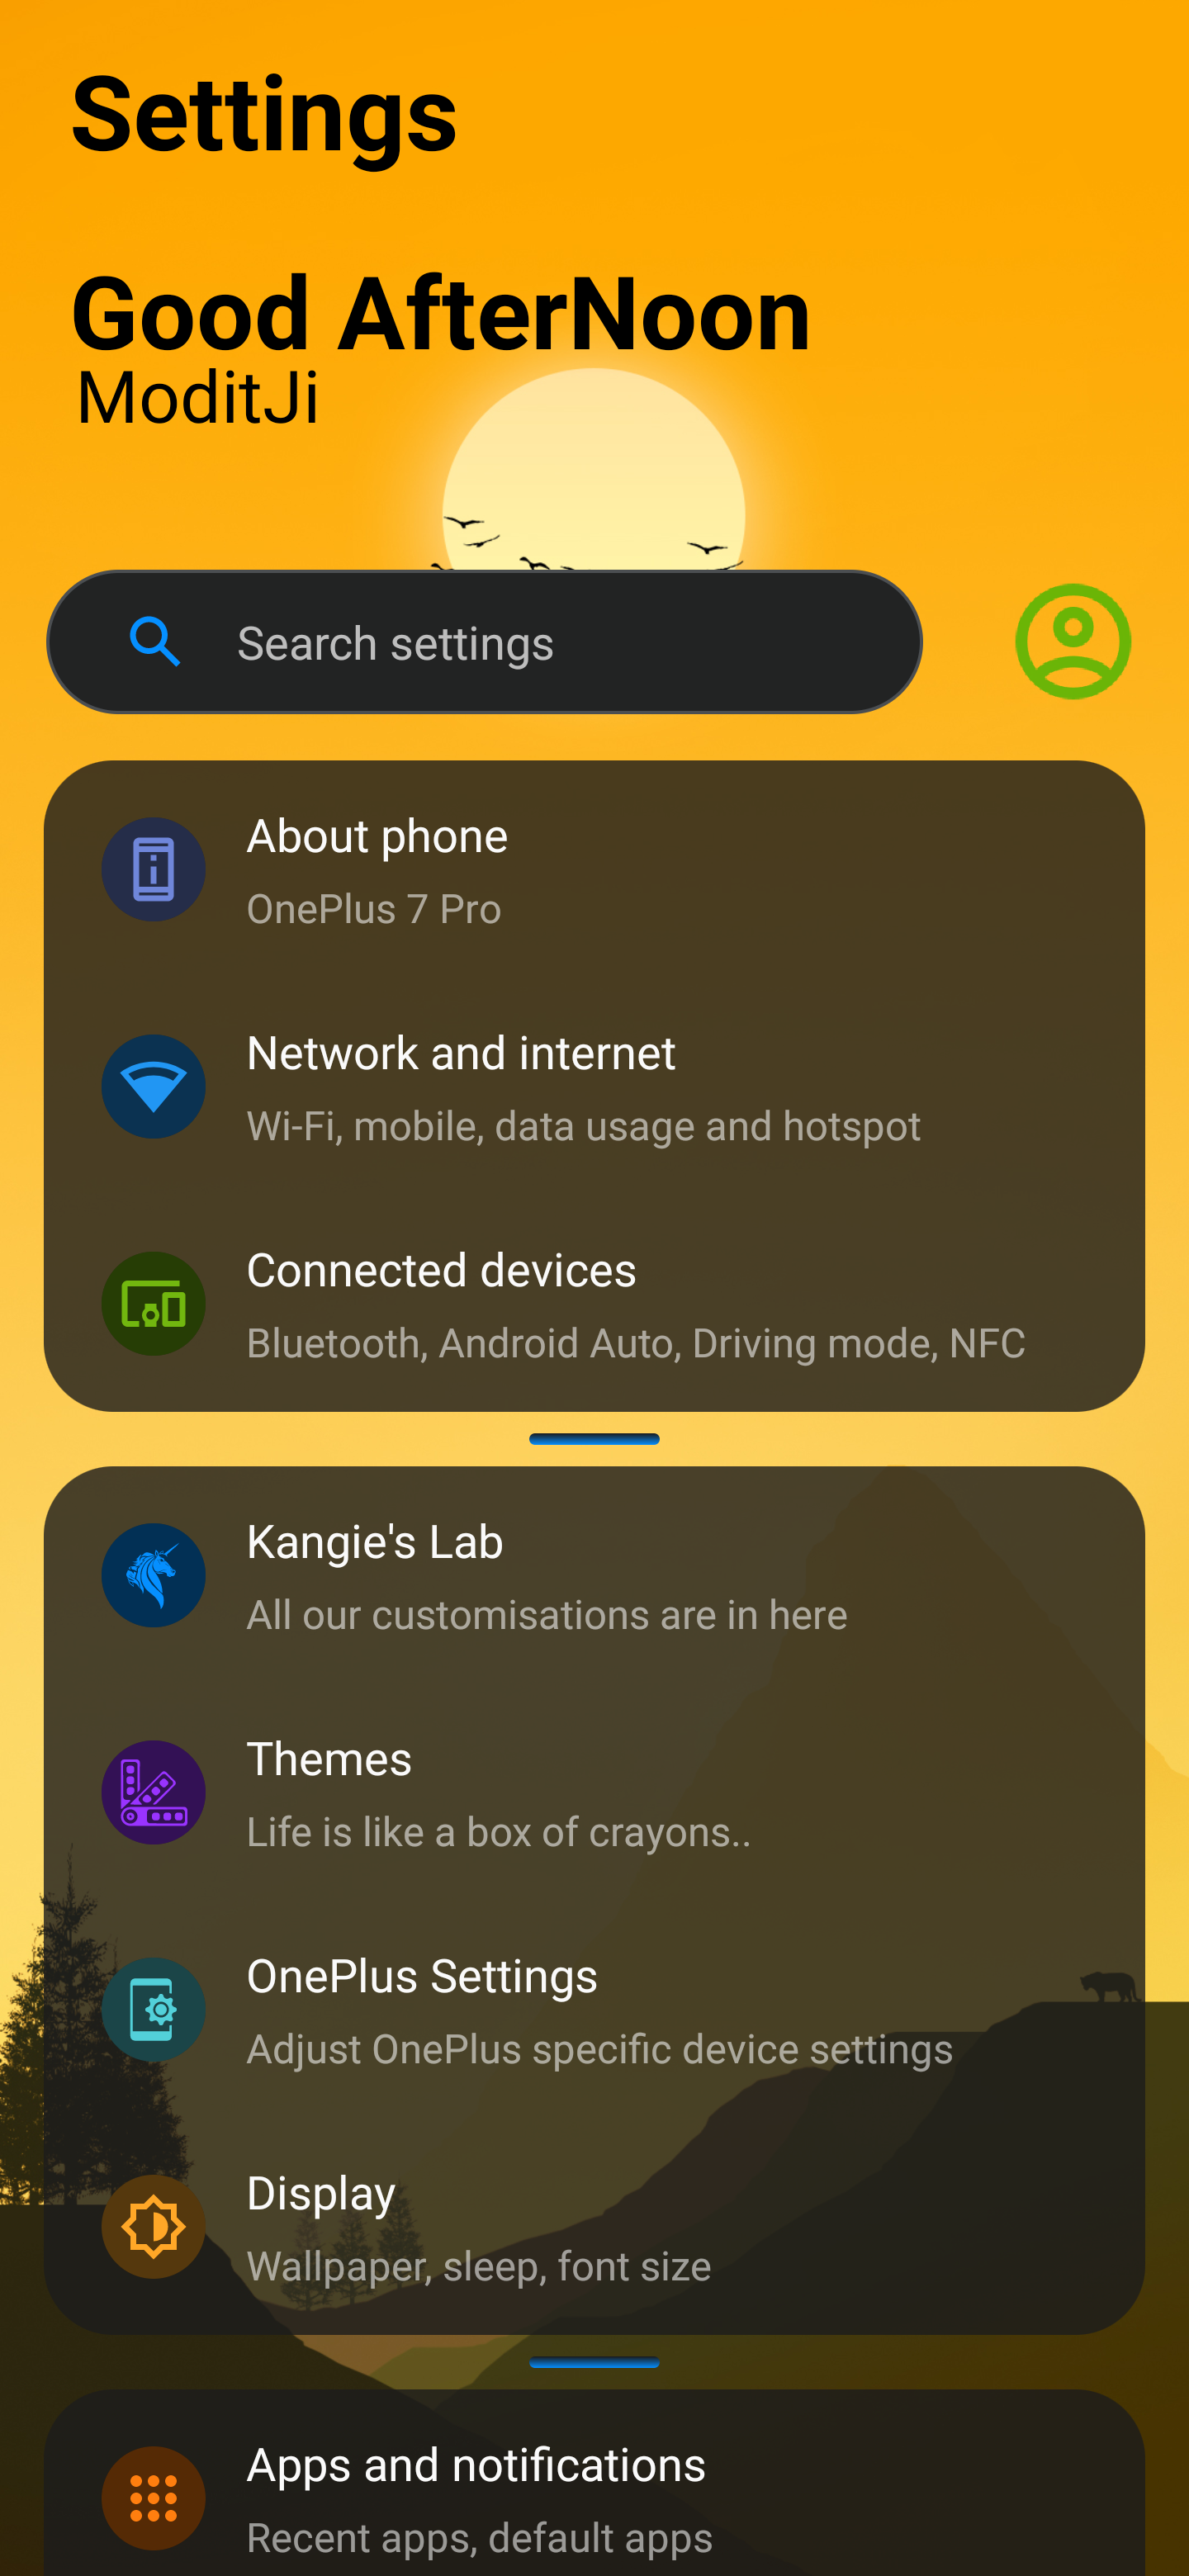 Settings
Good AfterNoon
ModitJi
Search settings
About phone
OnePlus 7 Pro
Network and internet
Wi-Fi, mobile, data usage and hotspot
Connected devices
Bluetooth, Android Auto, Driving mode, NFC
Kangie's Lab
All our customisations are in here
Themes
Life is like a box of crayons..
OnePlus Settings
Adjust OnePlus specific device settings
Display
Wallpaper, sleep, font size
Apps and notifications
Recent apps, default apps